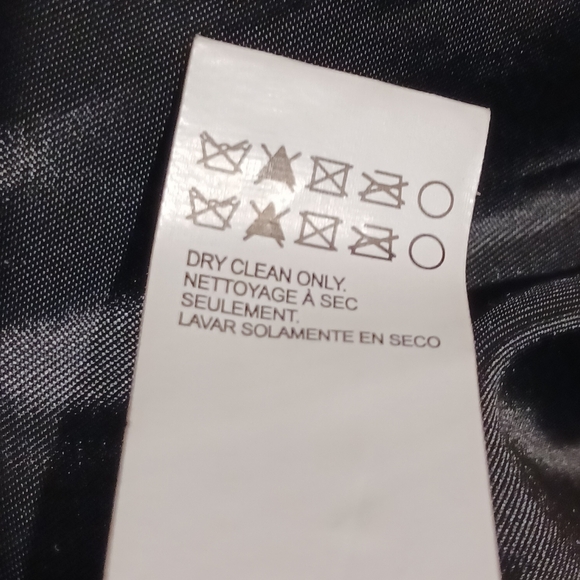 DRY CLEAN ONLY.
NETTOYAGE À SEC
SEULEMENT.
LAVAR SOLAMENTE EN SECO